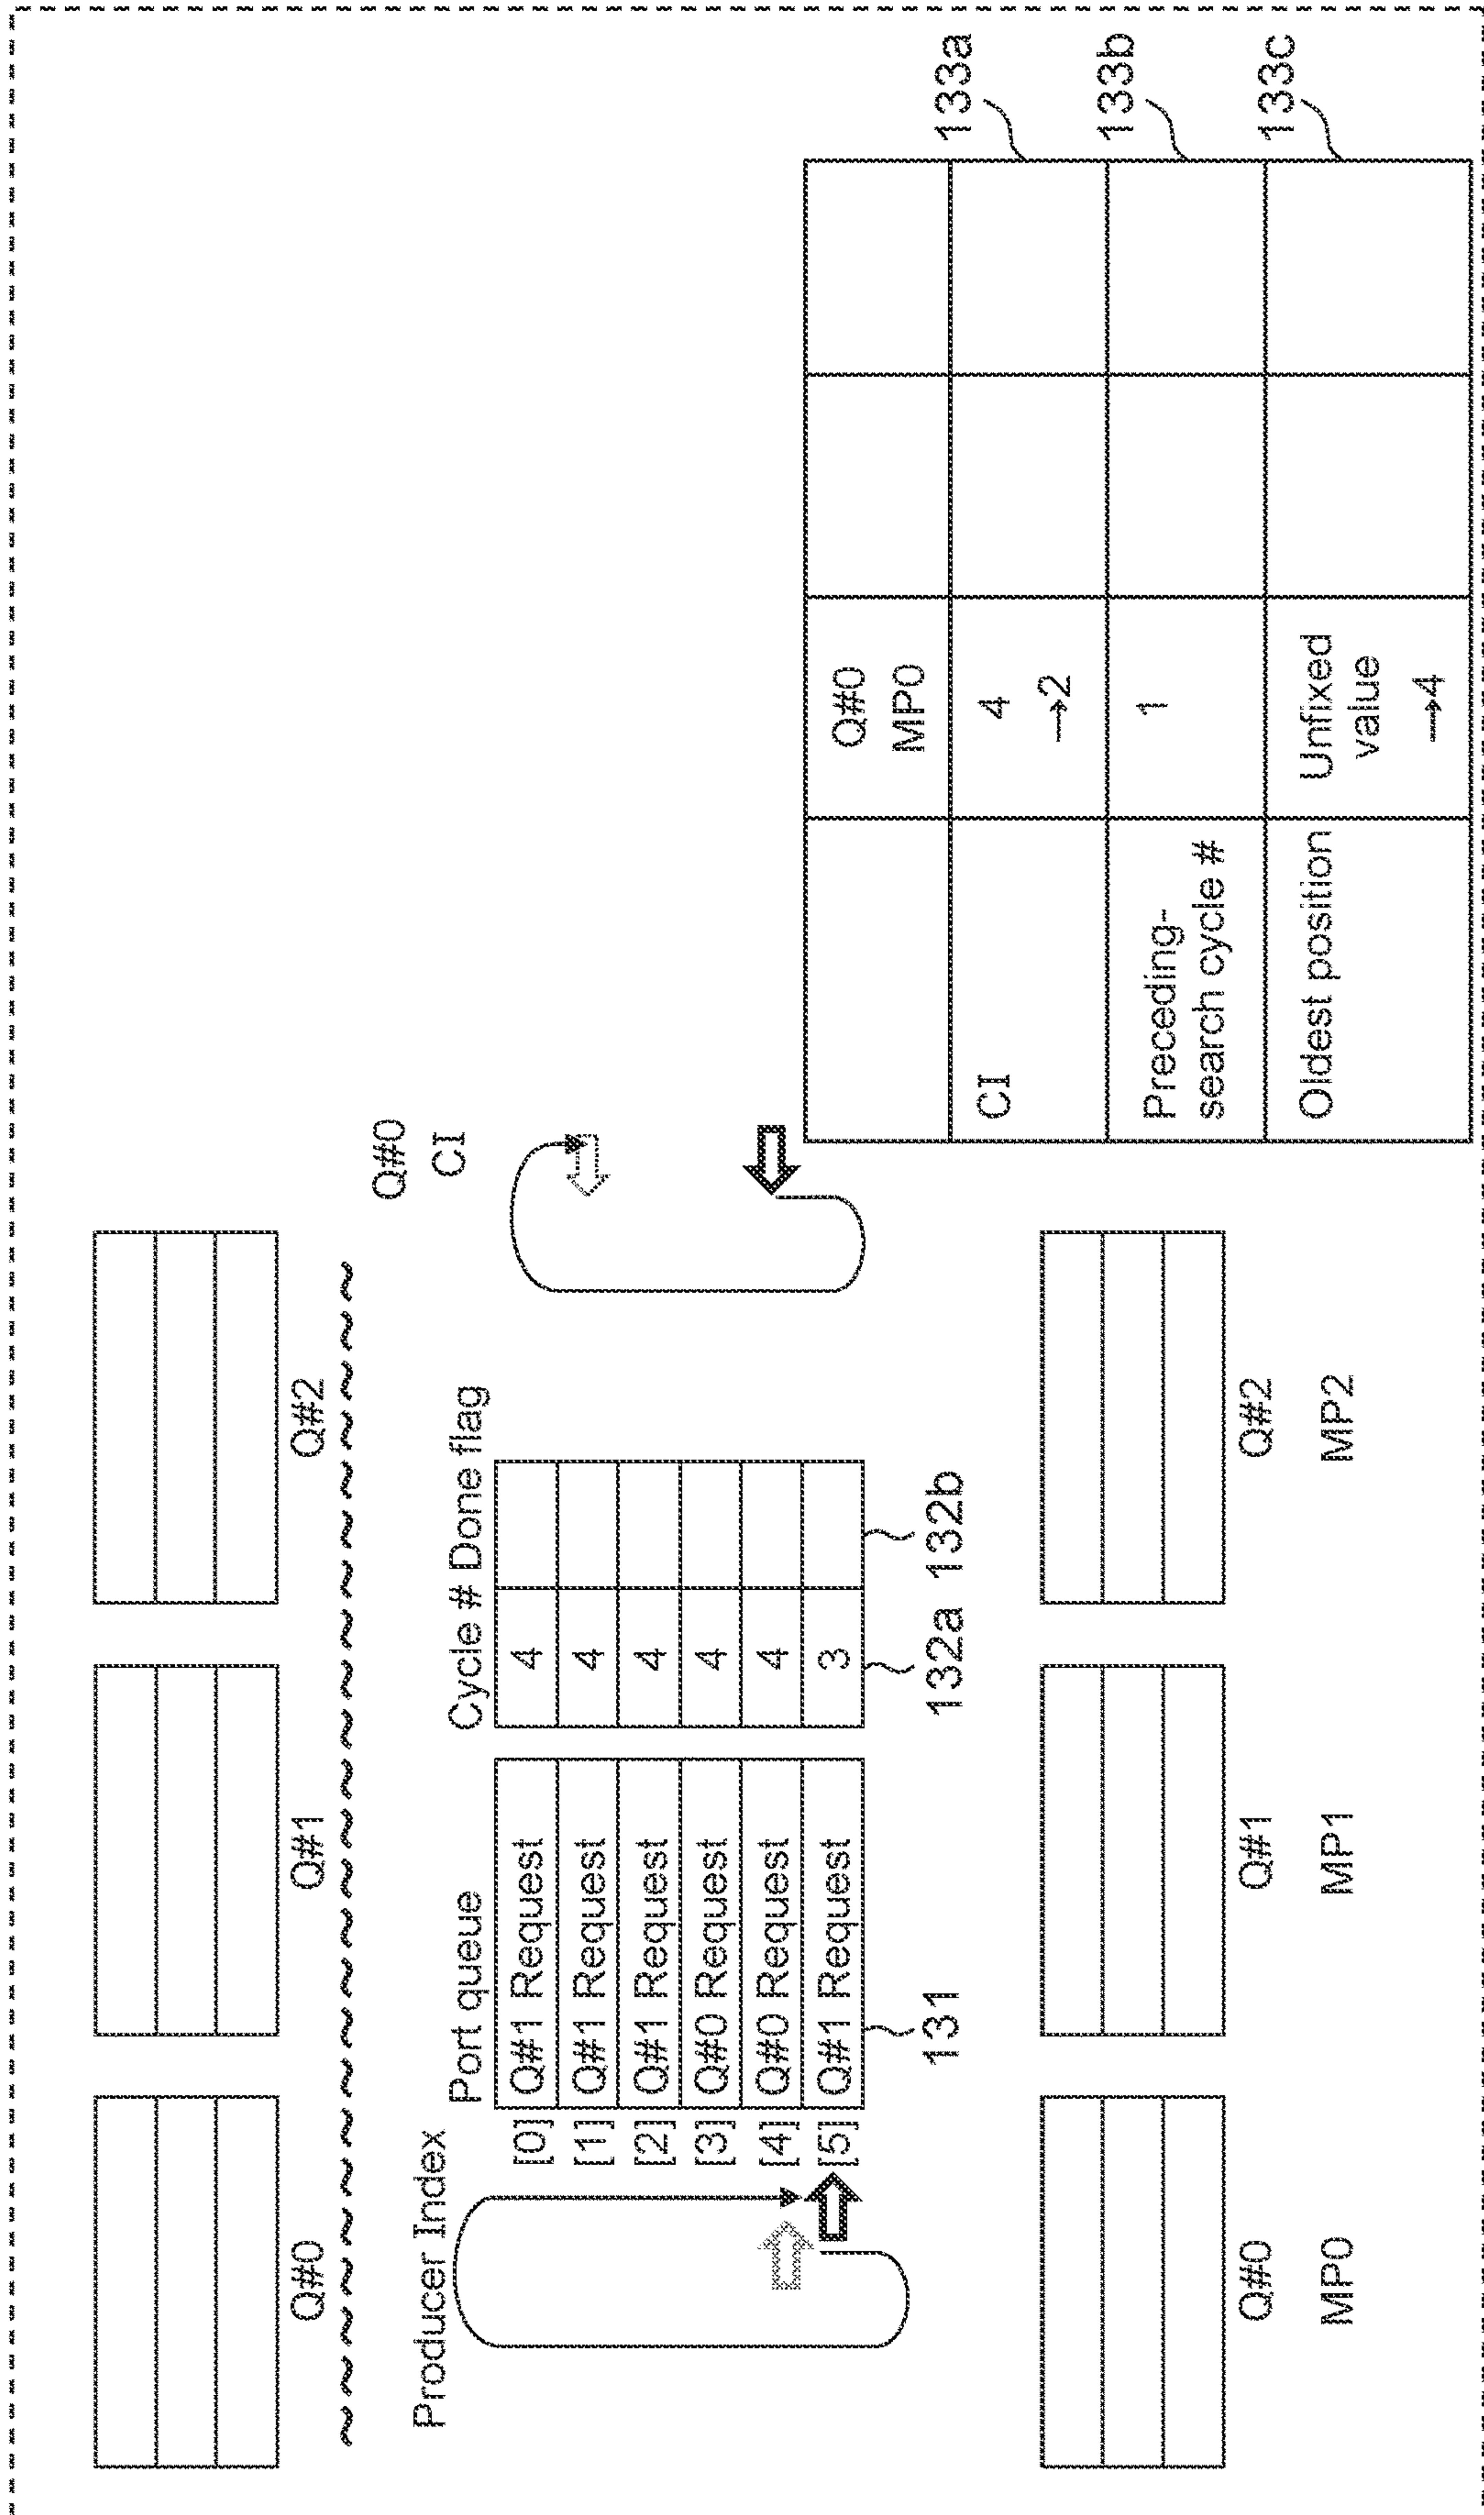 Q#0
Q#1
Q#2
Producer Index
Port queue
Cycle # Done flag
Q#0
CI
[0] Q#1 Request 4
[1] Q#1 Request 4
[2] Q#1 Request 4
[3] Q#0 Request 4
[4] Q#0 Request 4
[5] Q#1 Request 3
131
132a 132b
Q#0
MP0
Q#1
MP1
Q#2
MP2
Q#0
MP0
CI
4
→2
133a
Preceding-
search cycle #
1
133b
Oldest position
Unfixed
value
→4
133c